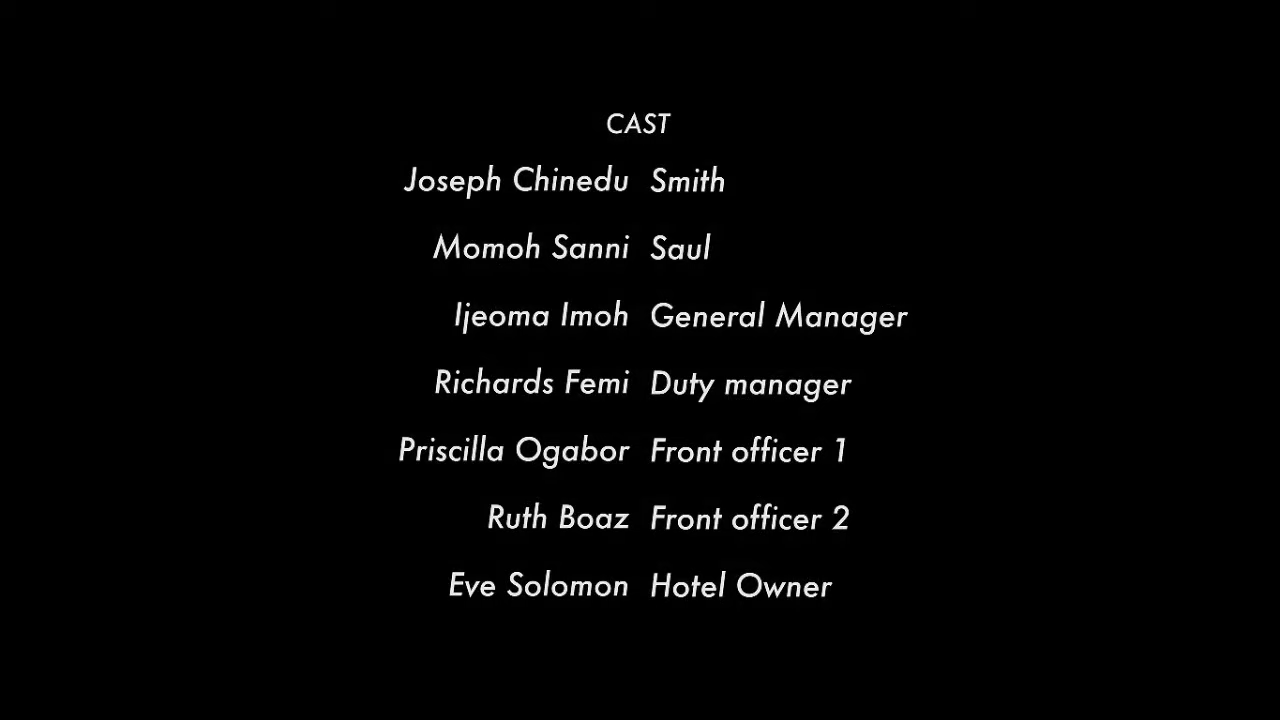 CAST
Joseph Chinedu Smith
Momoh Sanni Saul
Ijeoma Imoh General Manager
Richards Femi Duty manager
Priscilla Ogabor Front officer 1
Ruth Boaz Front officer 2
Eve Solomon Hotel Owner